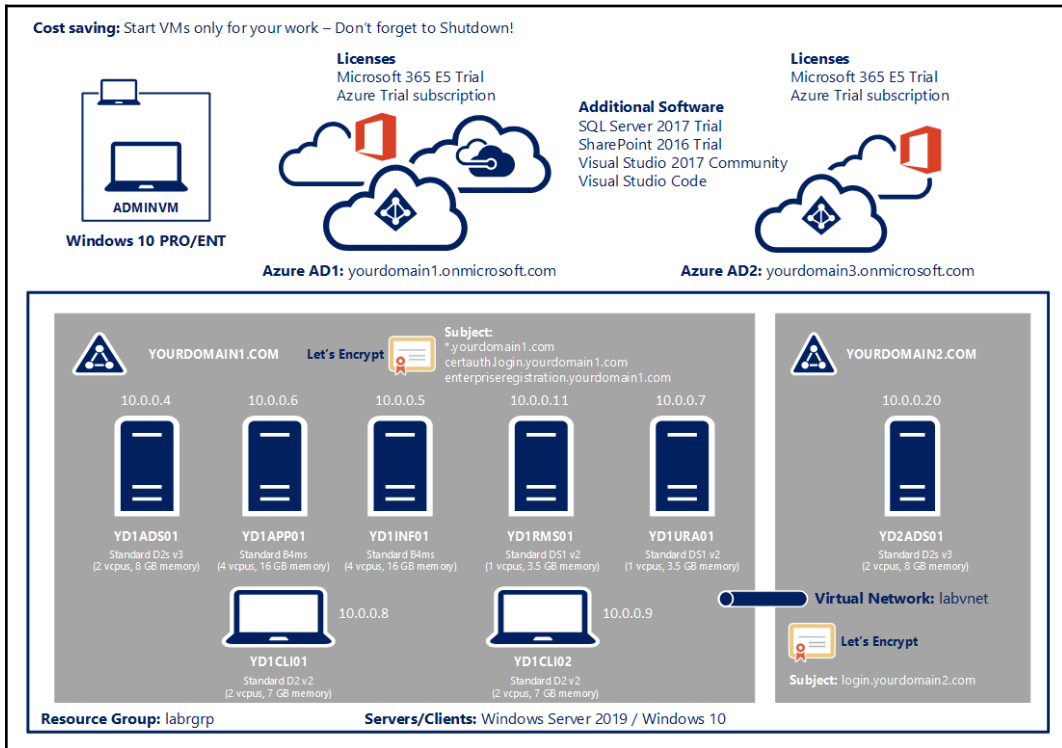 Cost saving: Start VMs only for your work – Don't forget to Shutdown!
Licenses
Microsoft 365 E5 Trial
Azure Trial subscription
Licenses
Microsoft 365 E5 Trial
Azure Trial subscription
Additional Software
SQL Server 2017 Trial
SharePoint 2016 Trial
Visual Studio 2017 Community
Visual Studio Code
ADMINVM
Windows 10 PRO/ENT
Azure AD1: yourdomain1.onmicrosoft.com
Azure AD2: yourdomain3.onmicrosoft.com
YOURDOMAIN1.COM
Let's Encrypt
Subject:
*.yourdomain1.com
certauth.login.yourdomain1.com
enterpriseregistration.yourdomain1.com
YOURDOMAIN2.COM
10.0.0.4
10.0.0.6
10.0.0.5
10.0.0.11
10.0.0.7
10.0.0.20
YD1ADS01
Standard D2s v3
(2 vcpus, 8 GB memory)
YD1APP01
Standard B4ms
(4 vcpus, 16 GB memory)
YD1INF01
Standard B4ms
(4 vcpus, 16 GB memory)
YD1RMS01
Standard DS1 v2
(1 vcpus, 3.5 GB memory)
YD1URA01
Standard DS1 v2
(1 vcpus, 3.5 GB memory)
YD2ADS01
Standard D2s v3
(2 vcpus, 8 GB memory)
10.0.0.8
10.0.0.9
Virtual Network: labvnet
YD1CLI01
Standard D2 v2
(2 vcpus, 7 GB memory)
YD1CLI02
Standard D2 v2
(2 vcpus, 7 GB memory)
Let's Encrypt
Subject: login.yourdomain2.com
Resource Group: labrgrp
Servers/Clients: Windows Server 2019 / Windows 10